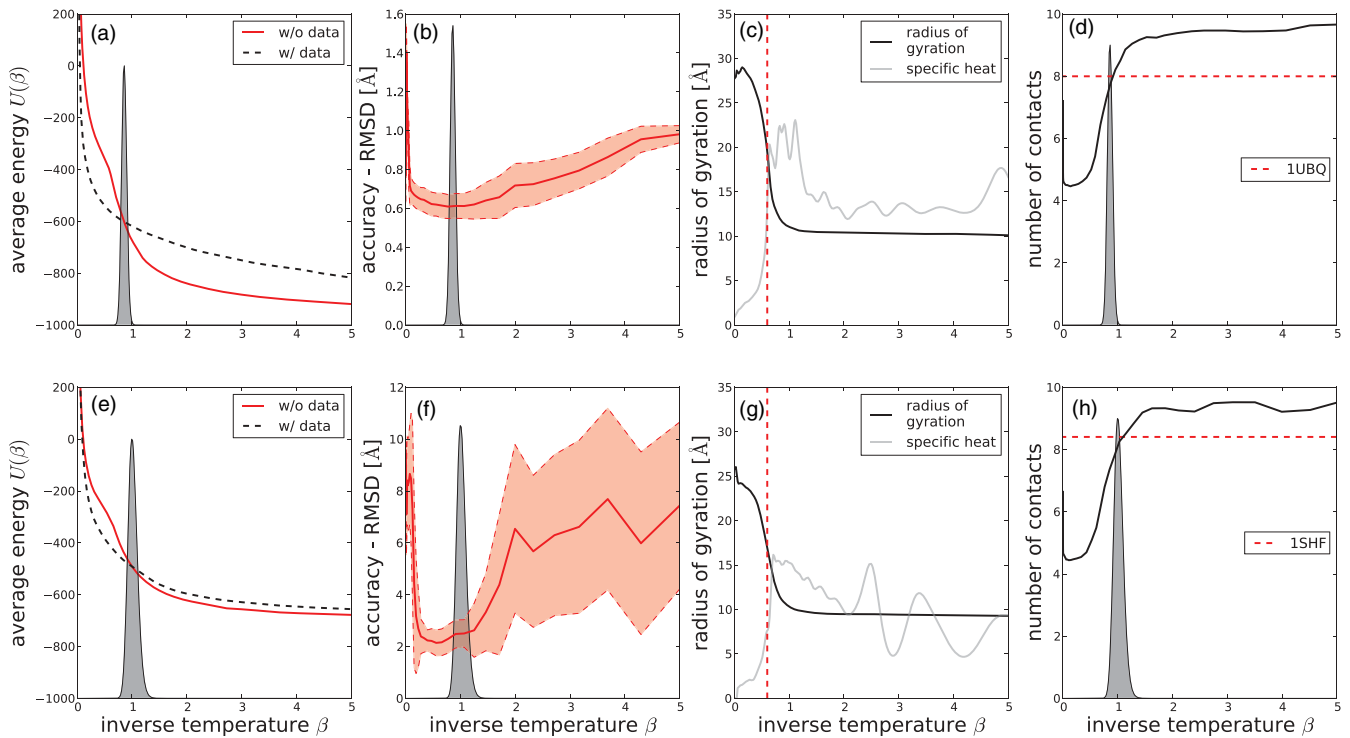 (a)
average energy U(β)
200
0
−200
−400
−600
−800
−1000
0 1 2 3 4 5
w/o data
w/ data
(b)
accuracy - RMSD [Å]
1.6
1.4
1.2
1.0
0.8
0.6
0.4
0.2
0.0
0 1 2 3 4 5
(c)
radius of gyration [Å]
35
30
25
20
15
10
5
0
0 1 2 3 4 5
radius of
gyration
specific heat
(d)
number of contacts
10
8
6
4
2
0
0 1 2 3 4 5
1UBQ
(e)
average energy U(β)
200
0
−200
−400
−600
−800
−1000
0 1 2 3 4 5
inverse temperature β
w/o data
w/ data
(f)
accuracy - RMSD [Å]
12
10
8
6
4
2
0
0 1 2 3 4 5
inverse temperature β
(g)
radius of gyration [Å]
35
30
25
20
15
10
5
0
0 1 2 3 4 5
inverse temperature β
radius of
gyration
specific heat
(h)
number of contacts
10
8
6
4
2
0
0 1 2 3 4 5
inverse temperature β
1SHF